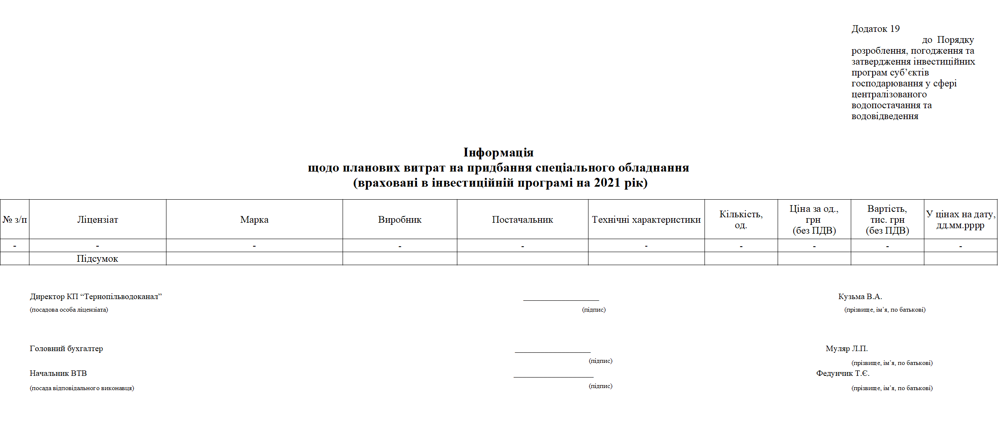 Додаток 19
до Порядку
розроблення, погодження та
затвердження інвестиційних
програм суб’єктів
господарювання у сфері
централізованого
водопостачання та
водовідведення
Інформація
щодо планових витрат на придбання спеціального обладнання
(враховані в інвестиційній програмі на 2021 рік)
№ з/п Ліцензіат Марка Виробник Постачальник Технічні характеристики Кількість, од. Ціна за од., грн (без ПДВ) Вартість, тис. грн (без ПДВ) У цінах на дату, дд.мм.рррр
- - - - - - - - - -
Підсумок
Директор КП “Тернопільводоканал” __________________ Кузьма В.А.
(посадова особа ліцензіата) (підпис) (прізвище, ім’я, по батькові)
Головний бухгалтер __________________ Муляр Л.П.
(підпис) (прізвище, ім’я, по батькові)
Начальник ВТВ ___________________ Федунчик Т.Є.
(посада відповідального виконавця) (підпис) (прізвище, ім’я, по батькові)